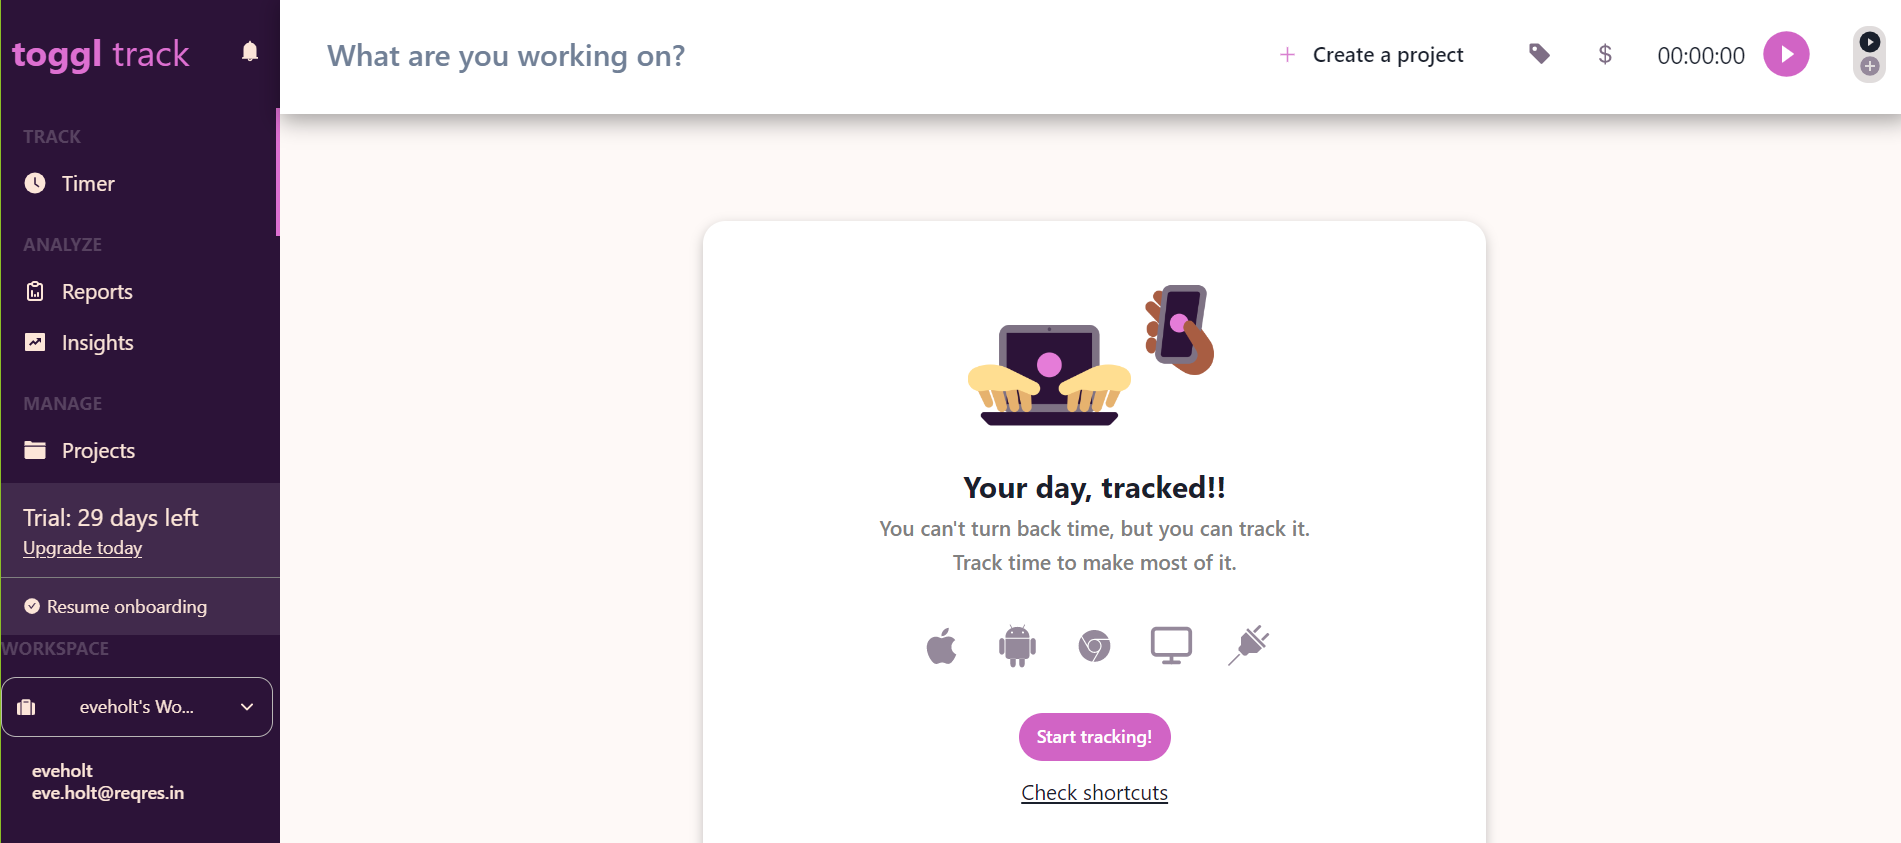 toggl track
TRACK
Timer
ANALYZE
Reports
Insights
MANAGE
Projects
Trial: 29 days left
Upgrade today
Resume onboarding
WORKSPACE
eveholt's Wo...
eveholt
eve.holt@reqres.in
What are you working on?
+ Create a project
$
00:00:00
Your day, tracked!!
You can't turn back time, but you can track it.
Track time to make most of it.
Start tracking!
Check shortcuts